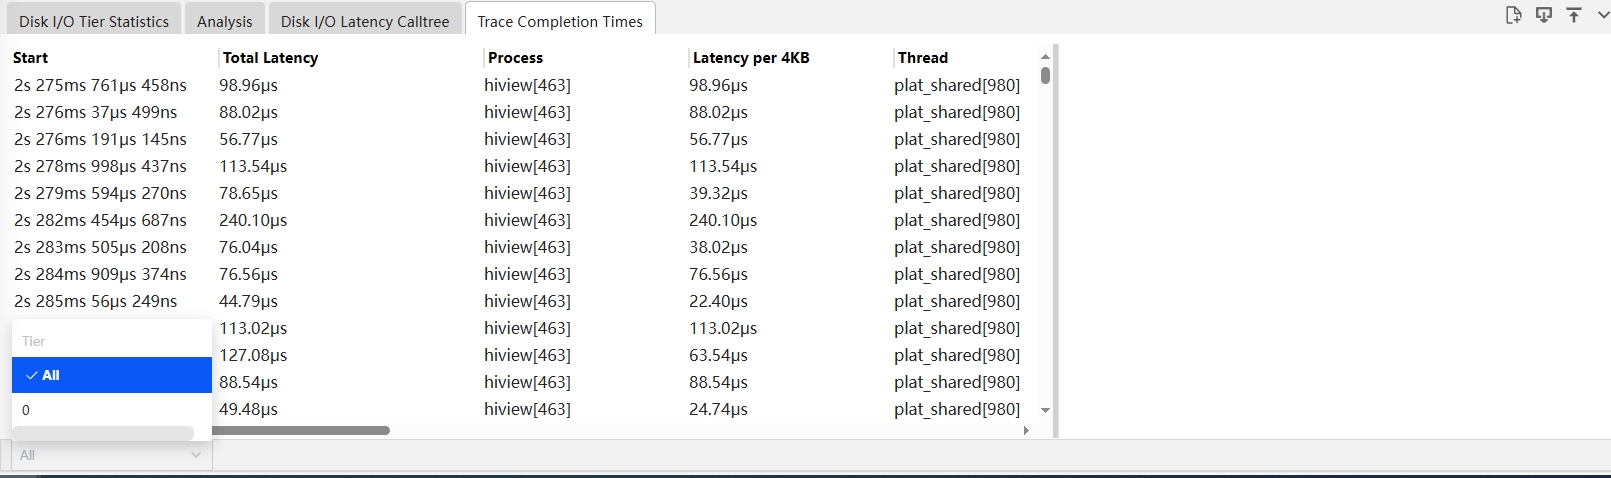 Disk I/O Tier Statistics Analysis Disk I/O Latency Calltree Trace Completion Times
Start Total Latency Process Latency per 4KB Thread
2s 275ms 761μs 458ns 98.96μs hiview[463] 98.96μs plat_shared[980]
2s 276ms 37μs 499ns 88.02μs hiview[463] 88.02μs plat_shared[980]
2s 276ms 191μs 145ns 56.77μs hiview[463] 56.77μs plat_shared[980]
2s 278ms 998μs 437ns 113.54μs hiview[463] 113.54μs plat_shared[980]
2s 279ms 594μs 270ns 78.65μs hiview[463] 39.32μs plat_shared[980]
2s 282ms 454μs 687ns 240.10μs hiview[463] 240.10μs plat_shared[980]
2s 283ms 505μs 208ns 76.04μs hiview[463] 38.02μs plat_shared[980]
2s 284ms 909μs 374ns 76.56μs hiview[463] 76.56μs plat_shared[980]
2s 285ms 56μs 249ns 44.79μs hiview[463] 22.40μs plat_shared[980]
113.02μs hiview[463] 113.02μs plat_shared[980]
Tier
127.08μs hiview[463] 63.54μs plat_shared[980]
All
88.54μs hiview[463] 88.54μs plat_shared[980]
0
49.48μs hiview[463] 24.74μs plat_shared[980]
All